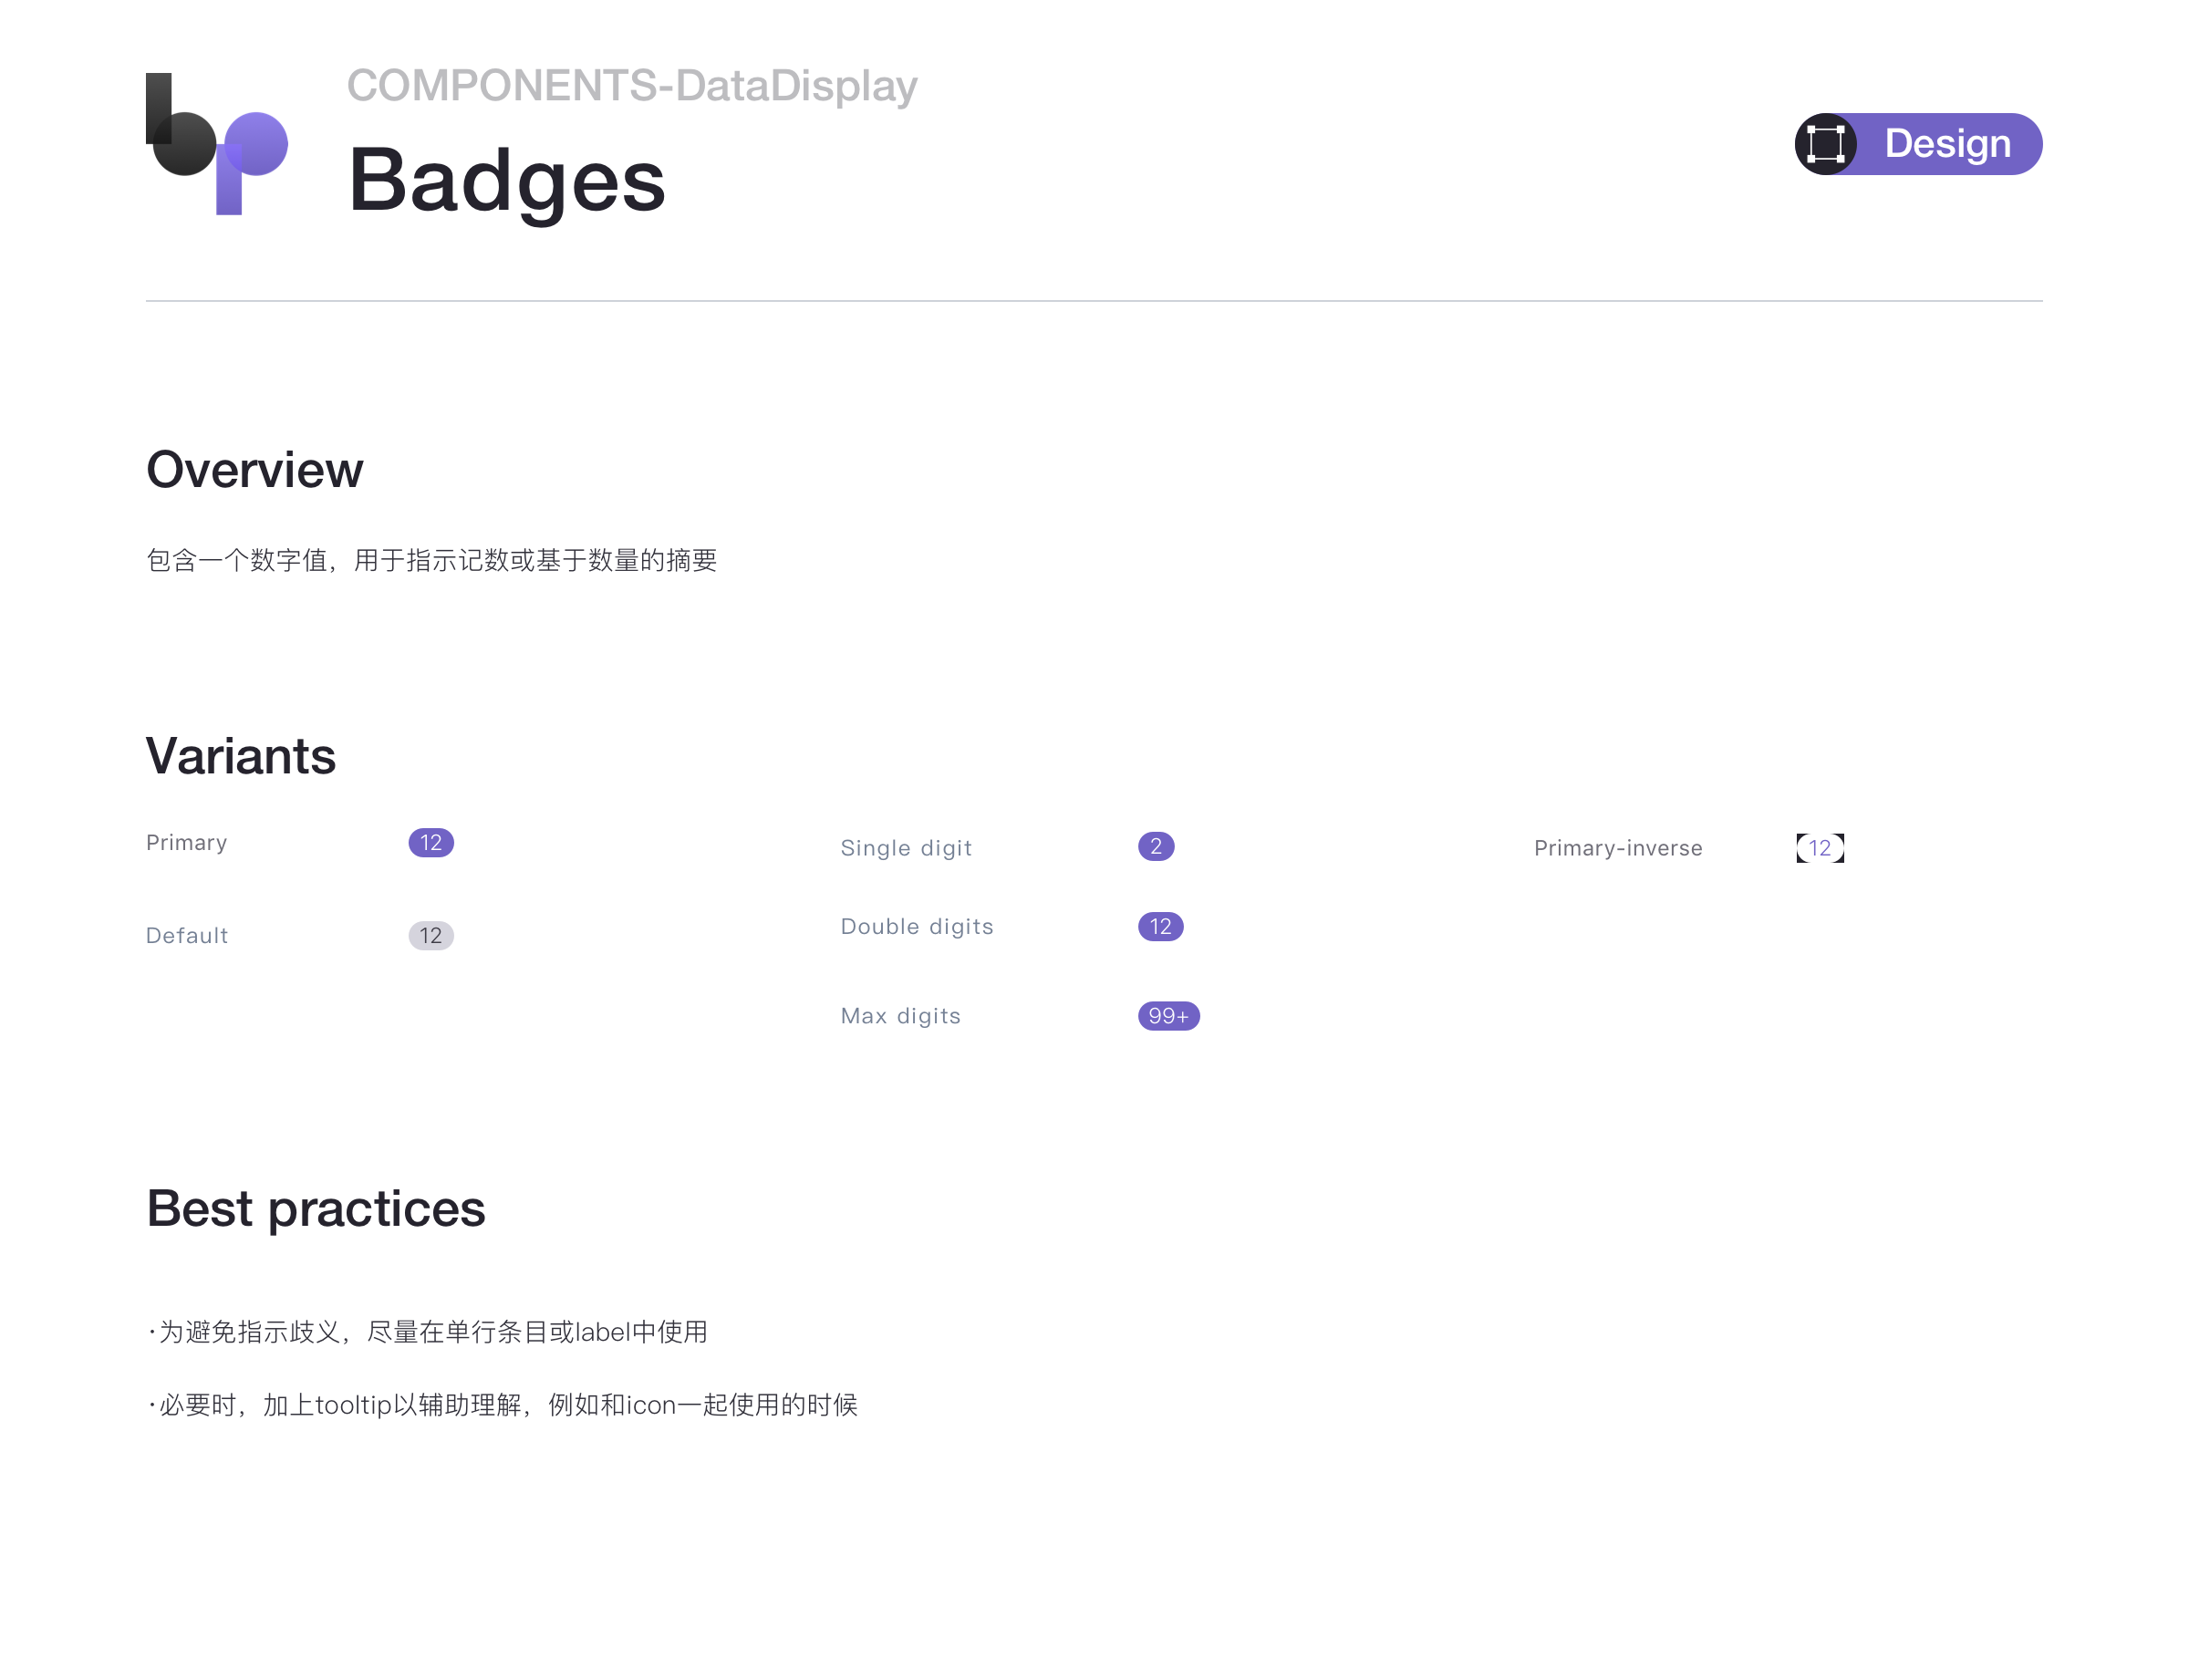 COMPONENTS-DataDisplay
Badges
Design
Overview
包含一个数字值，用于指示记数或基于数量的摘要
Variants
Primary 12
Default 12
Single digit 2
Double digits 12
Max digits 99+
Primary-inverse 12
Best practices
·为避免指示歧义，尽量在单行条目或label中使用
·必要时，加上tooltip以辅助理解，例如和icon一起使用的时候